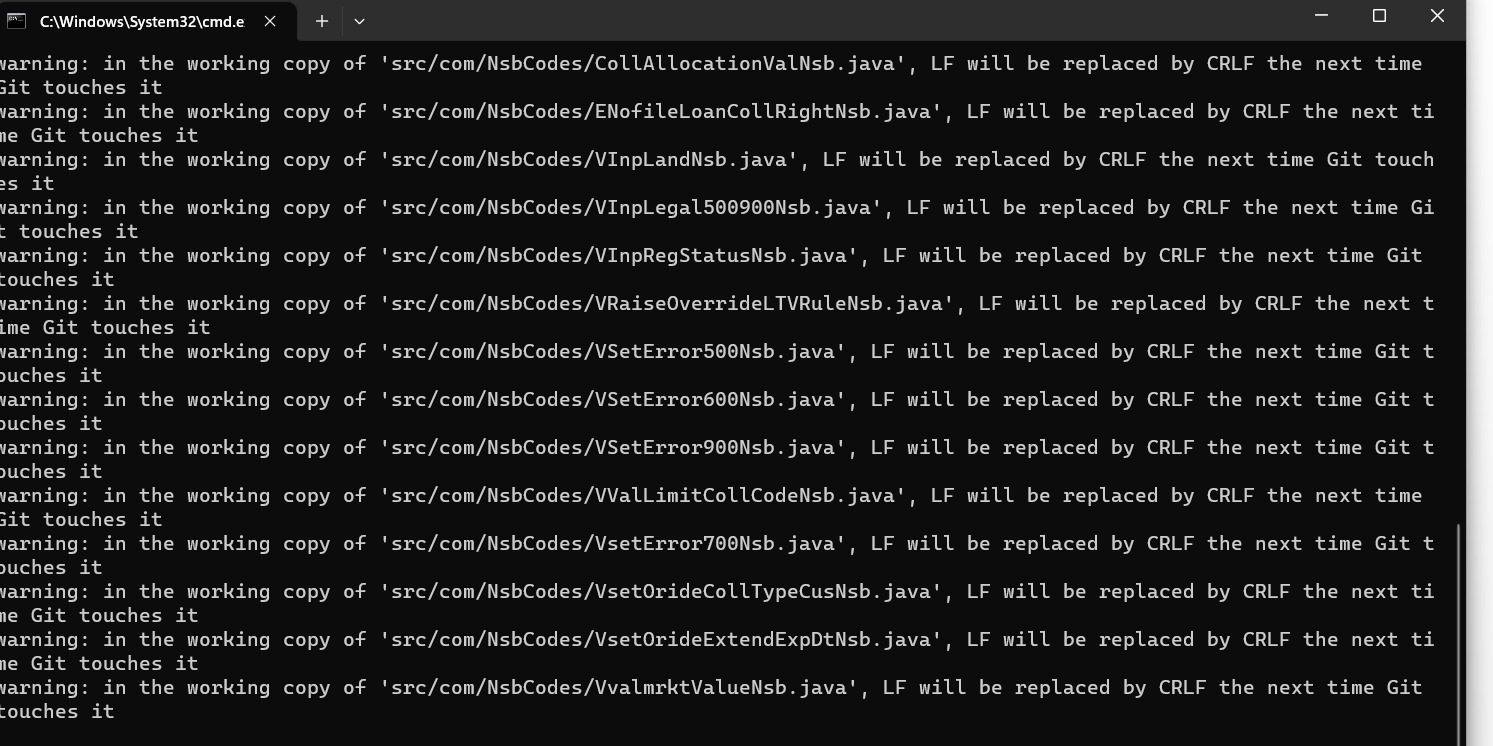 C:\Windows\System32\cmd.e
warning: in the working copy of 'src/com/NsbCodes/CollAllocationValNsb.java', LF will be replaced by CRLF the next time
Git touches it
warning: in the working copy of 'src/com/NsbCodes/ENofileLoanCollRightNsb.java', LF will be replaced by CRLF the next ti
me Git touches it
warning: in the working copy of 'src/com/NsbCodes/VInpLandNsb.java', LF will be replaced by CRLF the next time Git touch
es it
warning: in the working copy of 'src/com/NsbCodes/VInpLegal500900Nsb.java', LF will be replaced by CRLF the next time Gi
t touches it
warning: in the working copy of 'src/com/NsbCodes/VInpRegStatusNsb.java', LF will be replaced by CRLF the next time Git
touches it
warning: in the working copy of 'src/com/NsbCodes/VRaiseOverrideLTVRuleNsb.java', LF will be replaced by CRLF the next t
ime Git touches it
warning: in the working copy of 'src/com/NsbCodes/VSetError500Nsb.java', LF will be replaced by CRLF the next time Git t
ouches it
warning: in the working copy of 'src/com/NsbCodes/VSetError600Nsb.java', LF will be replaced by CRLF the next time Git t
ouches it
warning: in the working copy of 'src/com/NsbCodes/VSetError900Nsb.java', LF will be replaced by CRLF the next time Git t
ouches it
warning: in the working copy of 'src/com/NsbCodes/VValLimitCollCodeNsb.java', LF will be replaced by CRLF the next time
Git touches it
warning: in the working copy of 'src/com/NsbCodes/VsetError700Nsb.java', LF will be replaced by CRLF the next time Git t
ouches it
warning: in the working copy of 'src/com/NsbCodes/VsetOrideCollTypeCusNsb.java', LF will be replaced by CRLF the next ti
me Git touches it
warning: in the working copy of 'src/com/NsbCodes/VsetOrideExtendExpDtNsb.java', LF will be replaced by CRLF the next ti
me Git touches it
warning: in the working copy of 'src/com/NsbCodes/VvalmrktValueNsb.java', LF will be replaced by CRLF the next time Git
touches it